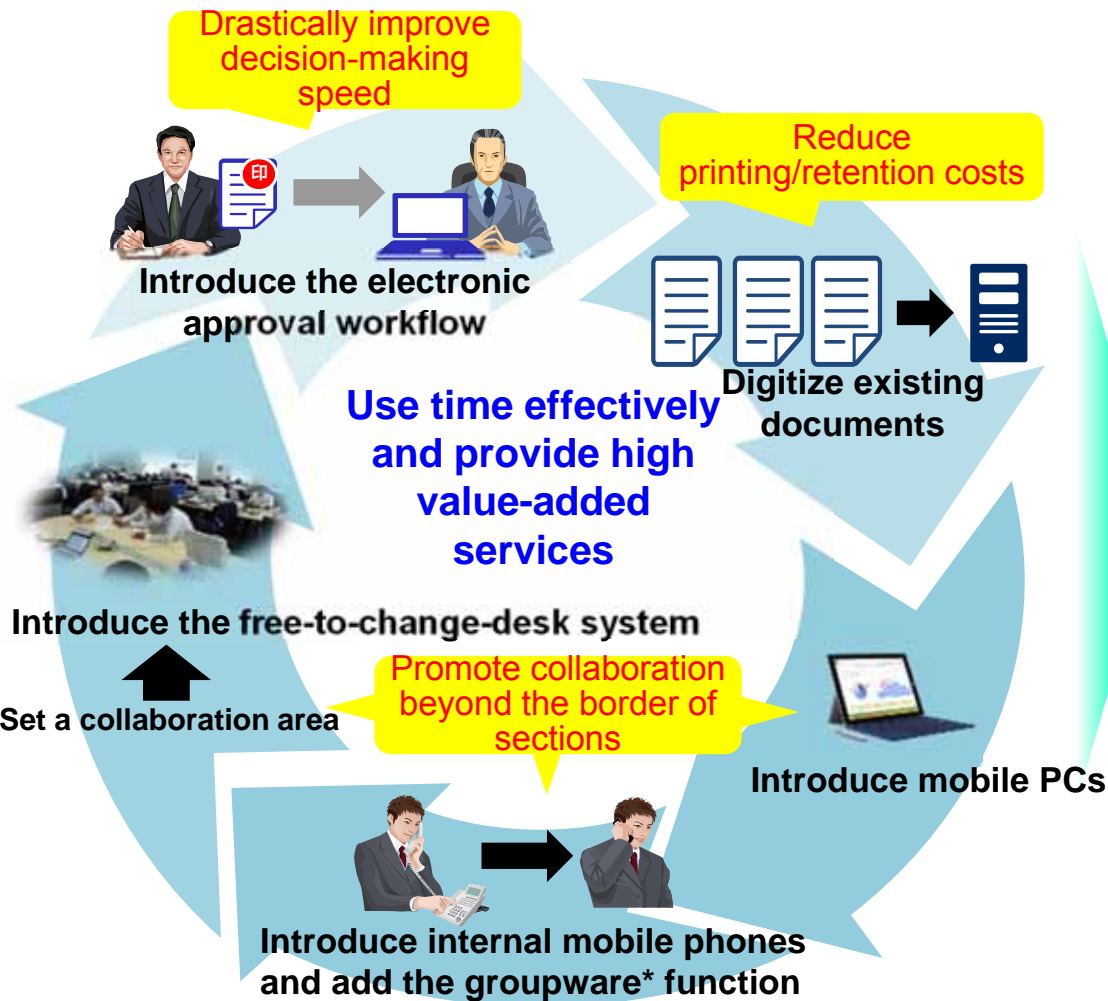 Drastically improve
decision-making
speed
印
Introduce the electronic
approval workflow
Reduce
printing/retention costs
Digitize existing
documents
Use time effectively
and provide high
value-added
services
Introduce the free-to-change-desk system
Set a collaboration area
Promote collaboration
beyond the border of
sections
Introduce mobile PCs
Introduce internal mobile phones
and add the groupware* function